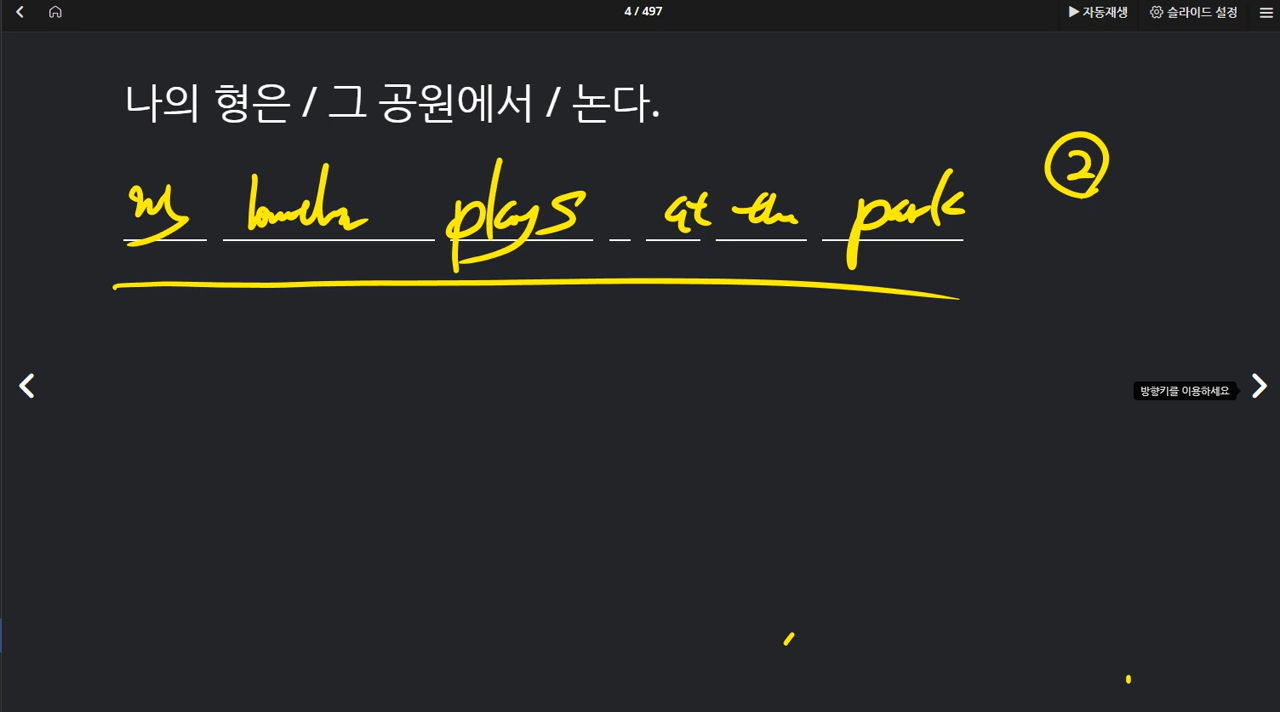 4 / 497
▶ 자동재생
슬라이드 설정
나의 형은 / 그 공원에서 / 논다.
②
my brother plays at the park
방향키를 이용하세요